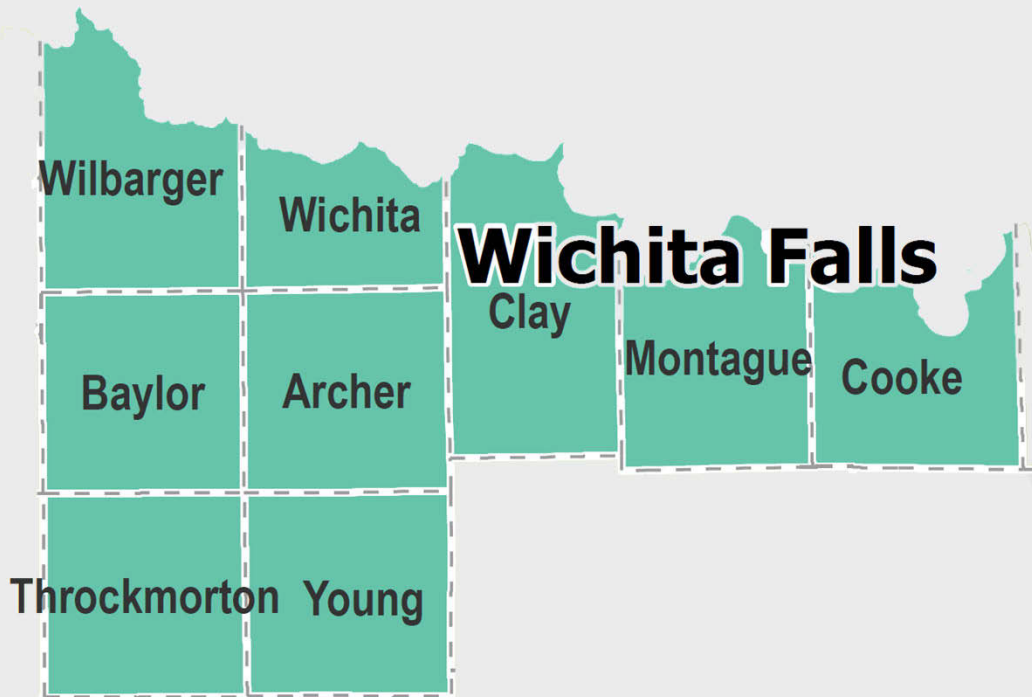 Wilbarger
Wichita
Wichita Falls
Clay
Montague
Cooke
Baylor
Archer
Throckmorton
Young